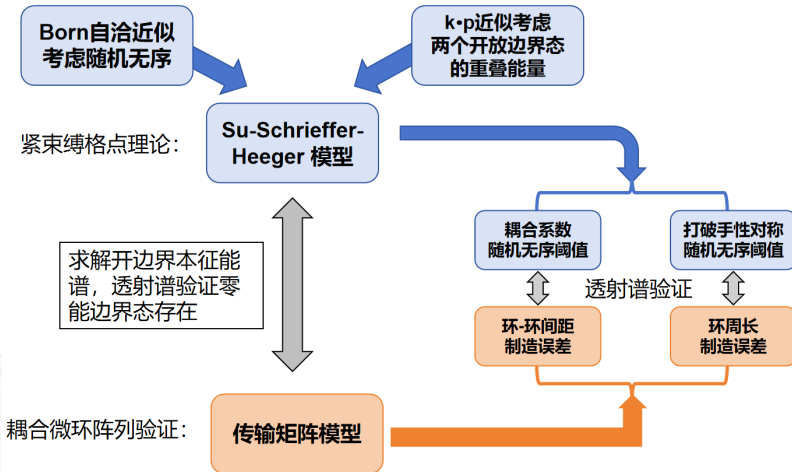 Born自洽近似
考虑随机无序
k•p近似考虑
两个开放边界态
的重叠能量
紧束缚格点理论:
Su-Schrieffer-
Heeger 模型
耦合系数
随机无序阈值
打破手性对称
随机无序阈值
求解开边界本征能
谱，透射谱验证零
能边界态存在
透射谱验证
环-环间距
制造误差
环周长
制造误差
耦合微环阵列验证:
传输矩阵模型